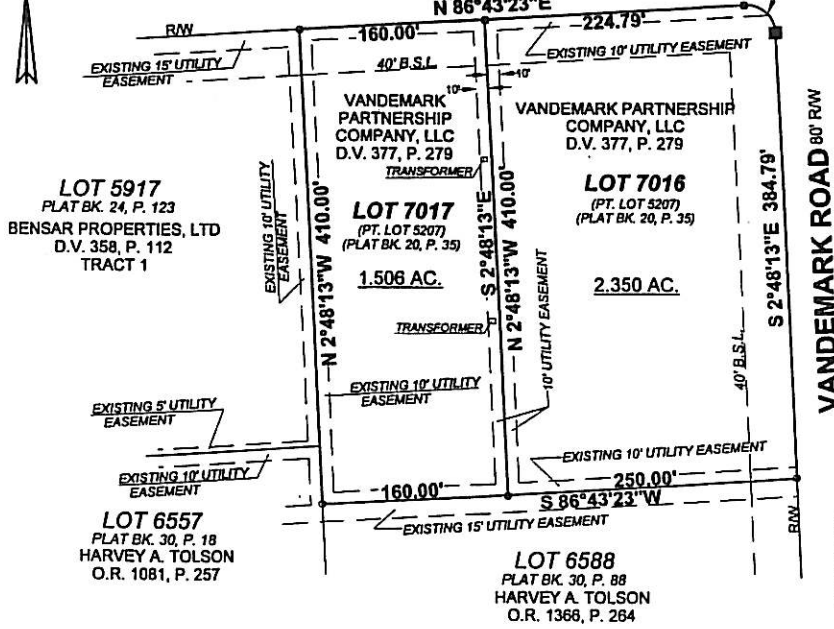 N 86°43'23"E
R/W
160.00'
224.79'
EXISTING 10' UTILITY EASEMENT
EXISTING 15' UTILITY
EASEMENT
40' B.S.L.
10'
10'
VANDEMARK
PARTNERSHIP
COMPANY, LLC
D.V. 377, P. 279
TRANSFORMER
VANDEMARK PARTNERSHIP
COMPANY, LLC
D.V. 377, P. 279
LOT 5917
PLAT BK. 24, P. 123
BENSAR PROPERTIES, LTD
D.V. 358, P. 112
TRACT 1
EXISTING 10' UTILITY
EASEMENT
N 2°48'13"W 410.00'
LOT 7017
(PT. LOT 5207)
(PLAT BK. 20, P. 35)
1.506 AC.
S 2°48'13"E
N 2°48'13"W 410.00'
LOT 7016
(PT. LOT 5207)
(PLAT BK. 20, P. 35)
2.350 AC.
S 2°48'13"E 384.79'
VANDEMARK ROAD 80' R/W
TRANSFORMER
10' UTILITY EASEMENT
40' B.S.L.
EXISTING 10' UTILITY
EASEMENT
EXISTING 5' UTILITY
EASEMENT
EXISTING 10' UTILITY
EASEMENT
EXISTING 10' UTILITY EASEMENT
160.00'
250.00'
S 86°43'23"W
EXISTING 15' UTILITY EASEMENT
R/W
LOT 6557
PLAT BK. 30, P. 18
HARVEY A. TOLSON
O.R. 1081, P. 257
LOT 6588
PLAT BK. 30, P. 88
HARVEY A. TOLSON
O.R. 1366, P. 264